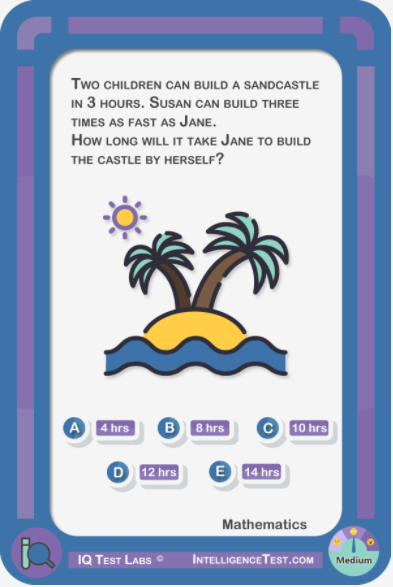 Two children can build a sandcastle
in 3 hours. Susan can build three
times as fast as Jane.
How long will it take Jane to build
the castle by herself?
A 4 hrs B 8 hrs C 10 hrs
D 12 hrs E 14 hrs
Mathematics
IQ Test Labs © IntelligenceTest.com
Medium